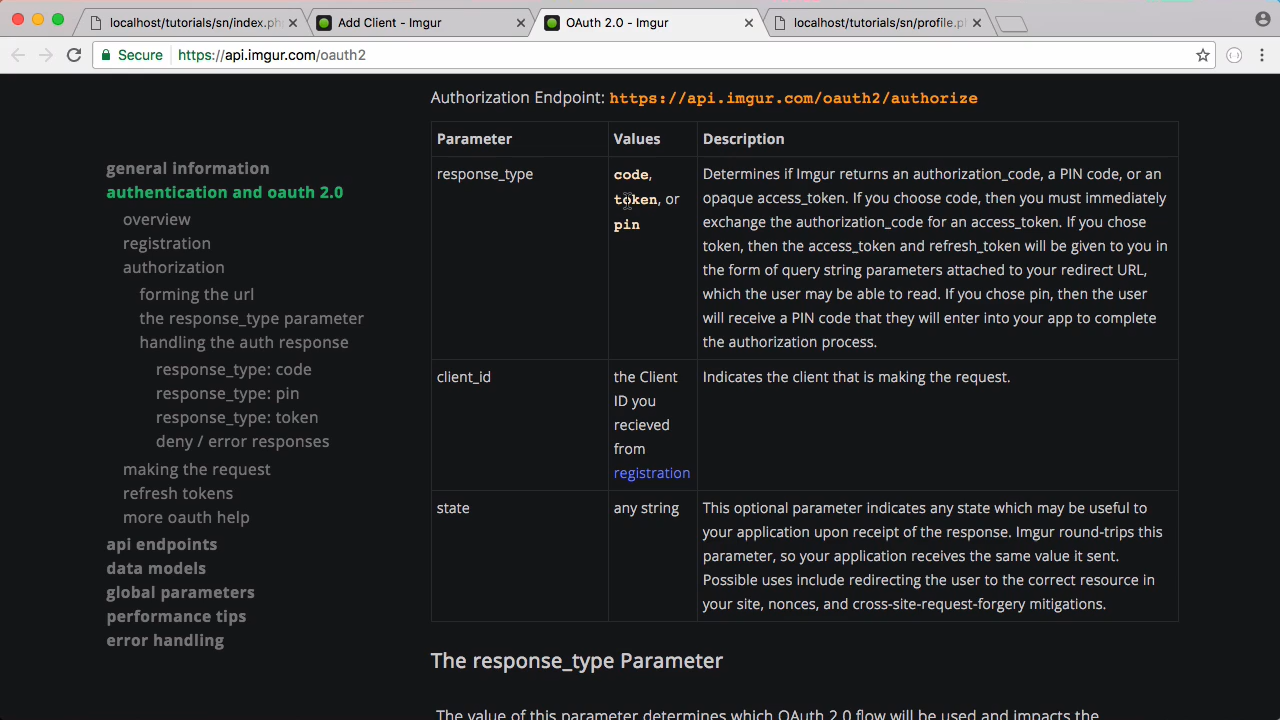 localhost/tutorials/sn/index.php
Add Client - Imgur
OAuth 2.0 - Imgur
localhost/tutorials/sn/profile.p
Secure
https://api.imgur.com/oauth2
Authorization Endpoint: https://api.imgur.com/oauth2/authorize
general information
authentication and oauth 2.0
overview
registration
authorization
forming the url
the response_type parameter
handling the auth response
response_type: code
response_type: pin
response_type: token
deny / error responses
making the request
refresh tokens
more oauth help
api endpoints
data models
global parameters
performance tips
error handling
Parameter Values Description
response_type
code,
token, or
pin
Determines if Imgur returns an authorization_code, a PIN code, or an
opaque access_token. If you choose code, then you must immediately
exchange the authorization_code for an access_token. If you chose
token, then the access_token and refresh_token will be given to you in
the form of query string parameters attached to your redirect URL,
which the user may be able to read. If you chose pin, then the user
will receive a PIN code that they will enter into your app to complete
the authorization process.
client_id
the Client
ID you
recieved
from
registration
Indicates the client that is making the request.
state
any string
This optional parameter indicates any state which may be useful to
your application upon receipt of the response. Imgur round-trips this
parameter, so your application receives the same value it sent.
Possible uses include redirecting the user to the correct resource in
your site, nonces, and cross-site-request-forgery mitigations.
The response_type Parameter
The value of this parameter determines which OAuth 2.0 flow will be used and impacts the